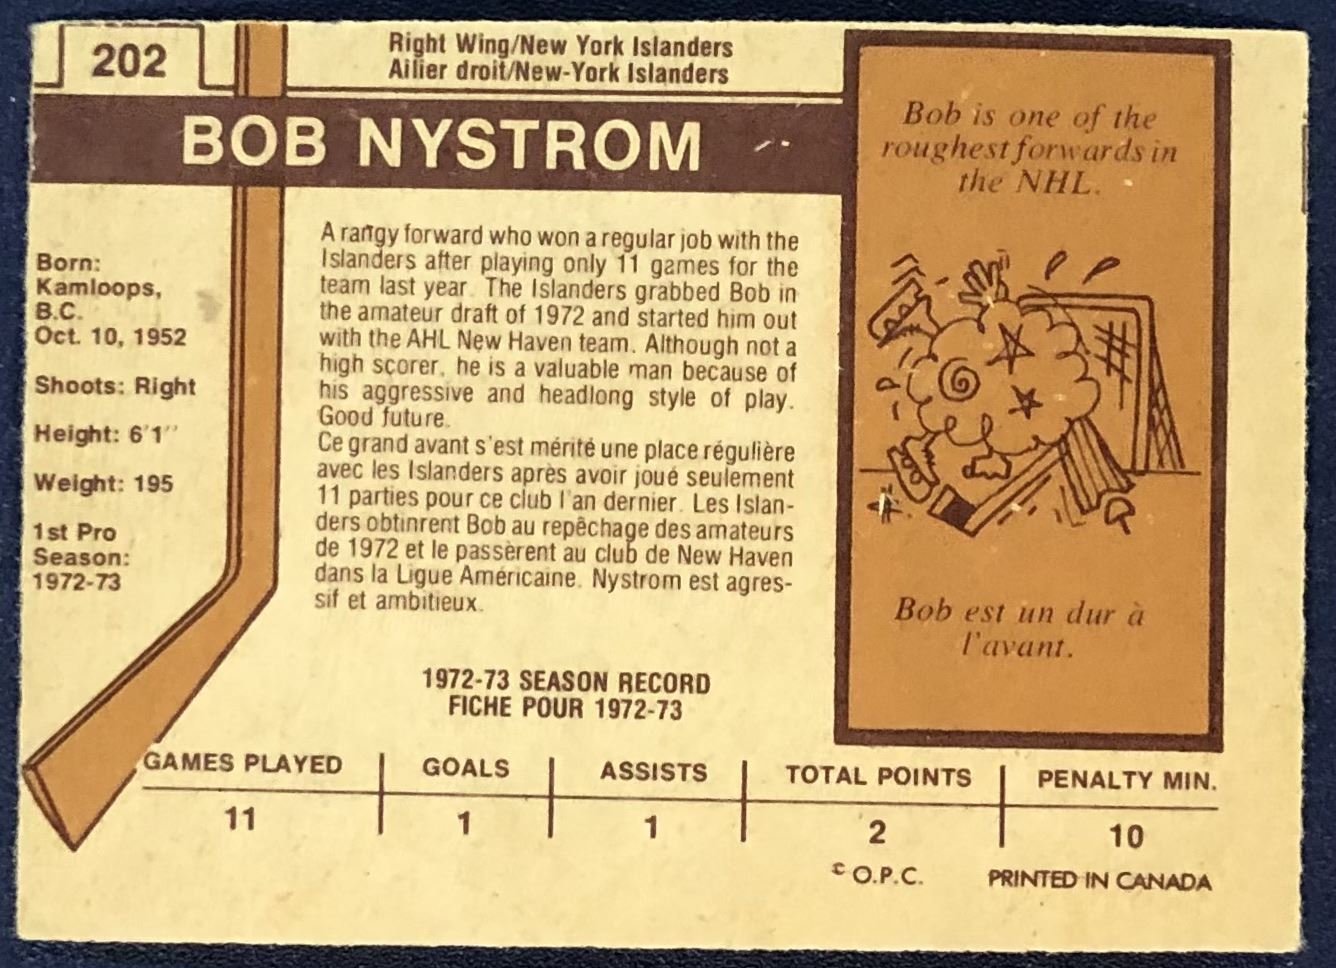 202
Right Wing/New York Islanders
Ailier droit/New-York Islanders
BOB NYSTROM
Born:
Kamloops,
B.C.
Oct. 10, 1952
Shoots: Right
Height: 6'1''
Weight: 195
1st Pro
Season:
1972-73
A rangy forward who won a regular job with the
Islanders after playing only 11 games for the
team last year. The Islanders grabbed Bob in
the amateur draft of 1972 and started him out
with the AHL New Haven team. Although not a
high scorer, he is a valuable man because of
his aggressive and headlong style of play.
Good future.
Ce grand avant s'est mérité une place régulière
avec les Islanders après avoir joué seulement
11 parties pour ce club l'an dernier. Les Islan-
ders obtinrent Bob au repêchage des amateurs
de 1972 et le passèrent au club de New Haven
dans la Ligue Américaine. Nystrom est agres-
sif et ambitieux.
Bob is one of the
roughest forwards in
the NHL.
Bob est un dur à
l'avant.
1972-73 SEASON RECORD
FICHE POUR 1972-73
GAMES PLAYED GOALS ASSISTS TOTAL POINTS PENALTY MIN.
11 1 1 2 10
© O.P.C. PRINTED IN CANADA